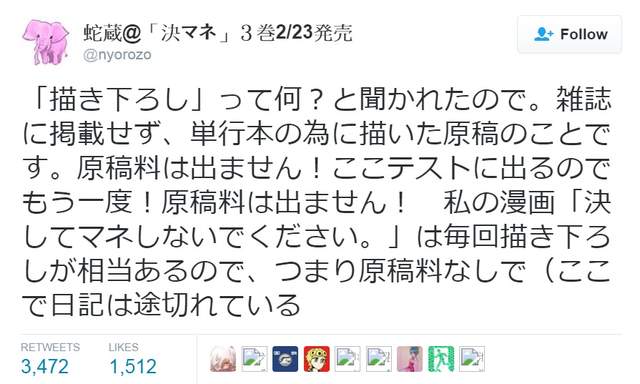 蛇蔵@「決マネ」３巻2/23発売
@nyorozo
Follow
「描き下ろし」って何？と聞かれたので。雑誌
に掲載せず、単行本の為に描いた原稿のことで
す。原稿料は出ません！ここテストに出るので
もう一度！原稿料は出ません！　私の漫画「決
してマネしないでください。」は毎回描き下ろ
しが相当あるので、つまり原稿料なしで（ここ
で日記は途切れている
RETWEETS
3,472
LIKES
1,512